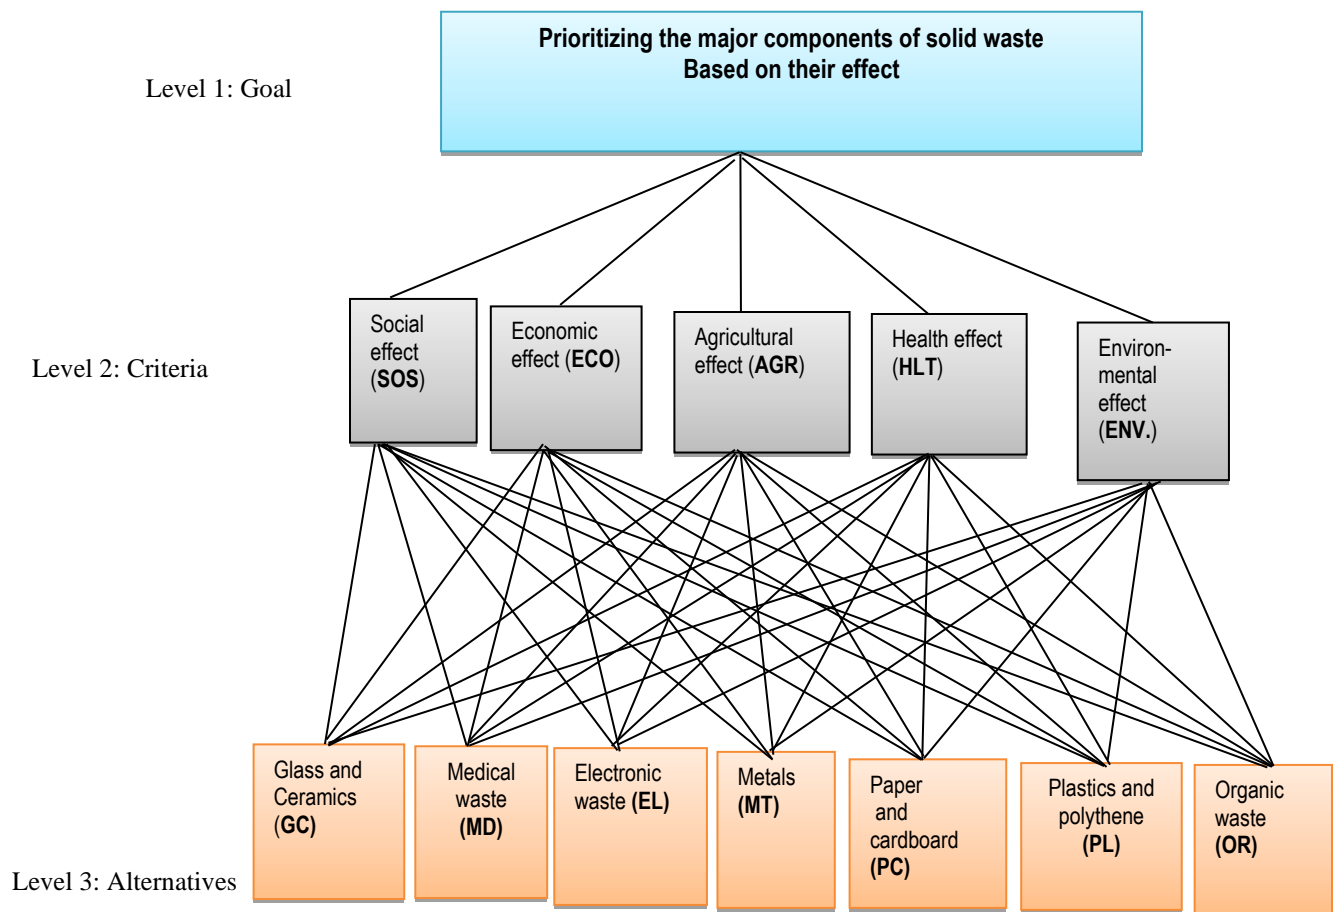 Prioritizing the major components of solid waste
Based on their effect
Level 1: Goal
Level 2: Criteria
Social
effect
(SOS)
Economic
effect (ECO)
Agricultural
effect (AGR)
Health effect
(HLT)
Environ-
mental
effect
(ENV.)
Glass and
Ceramics
(GC)
Medical
waste
(MD)
Electronic
waste (EL)
Metals
(MT)
Paper
and
cardboard
(PC)
Plastics and
polythene
(PL)
Organic
waste
(OR)
Level 3: Alternatives